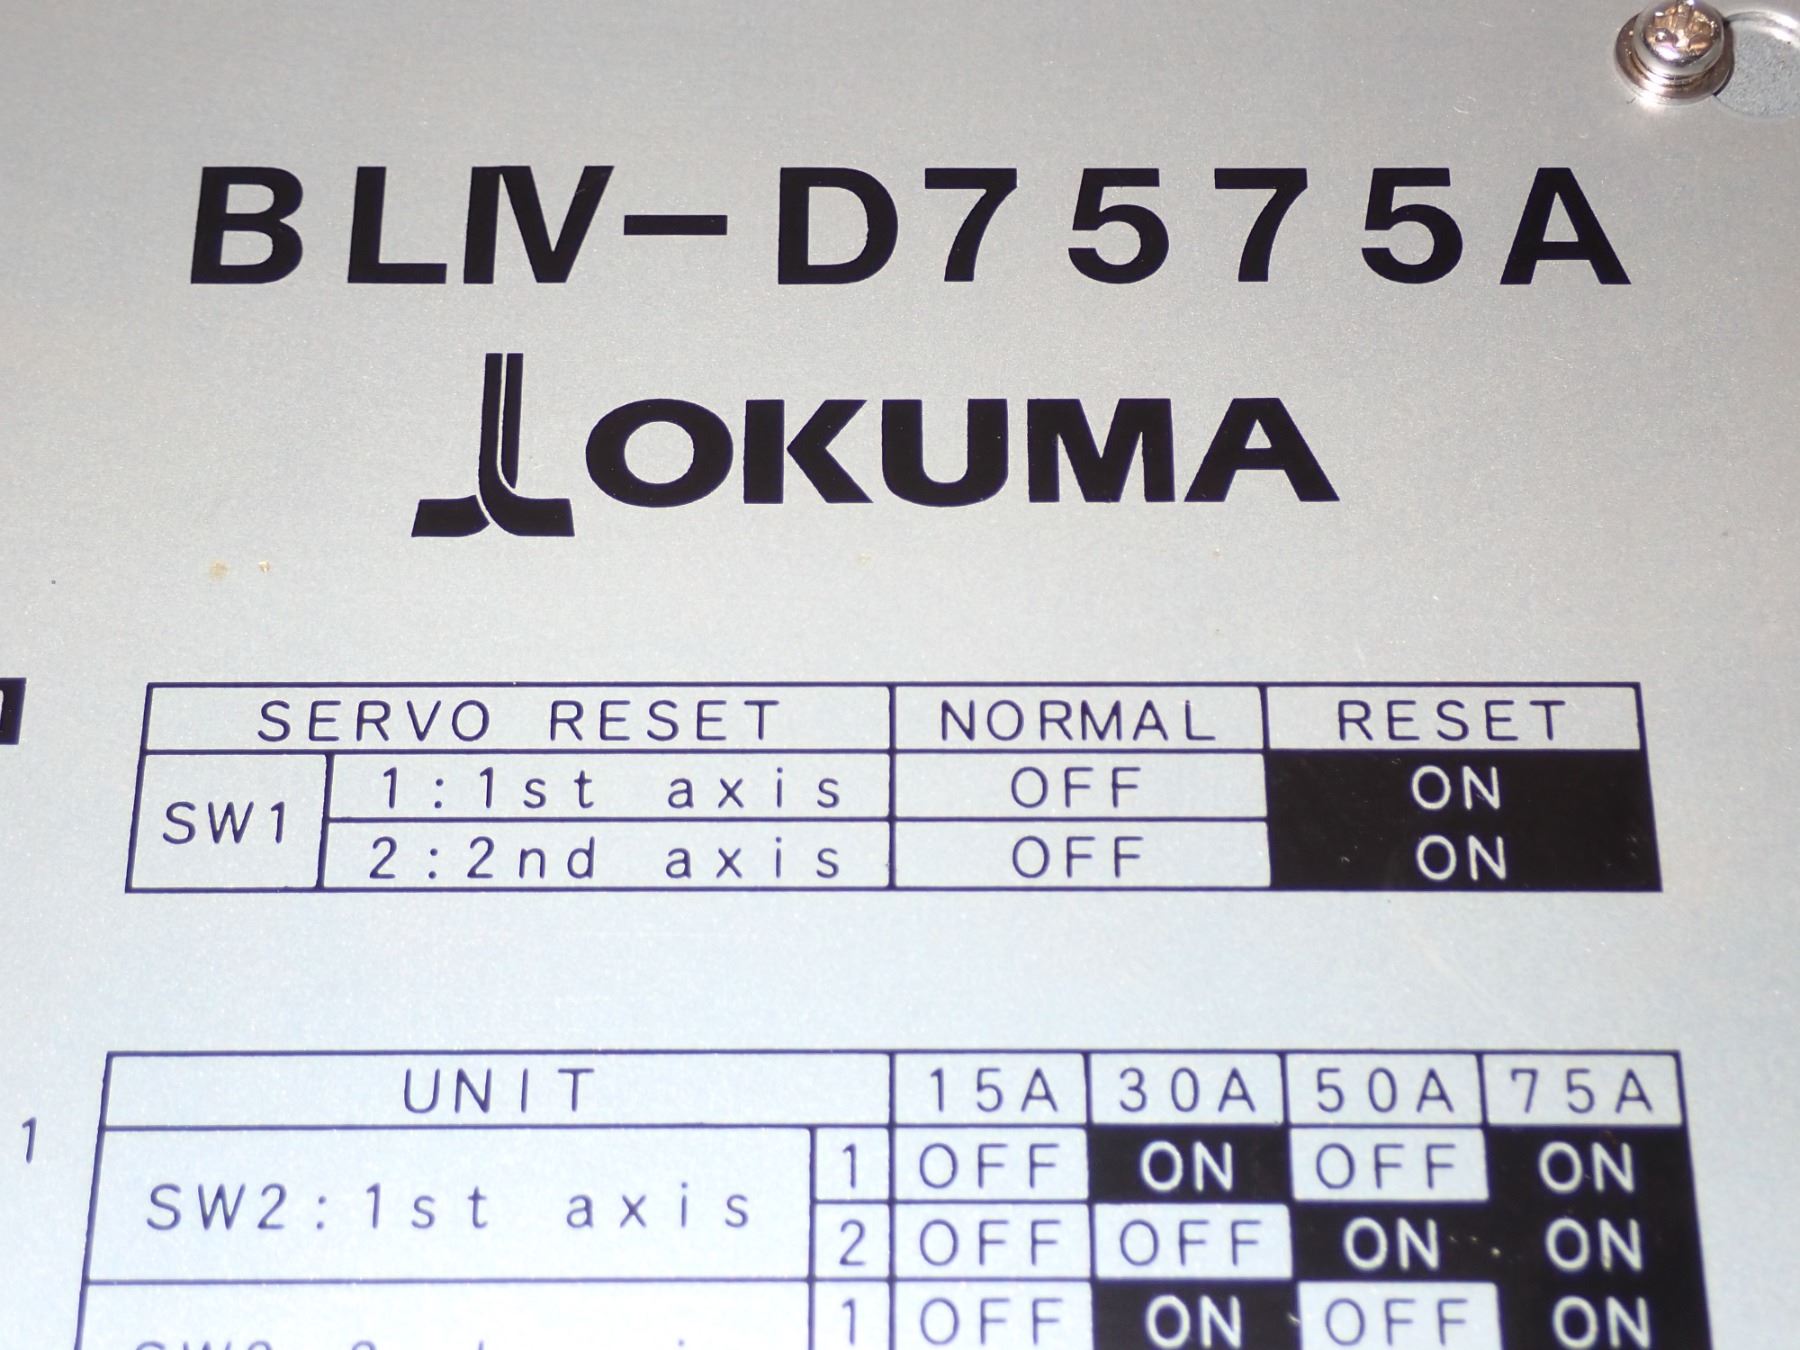 BLIV-D7575A
OKUMA
SERVO RESET NORMAL RESET
SW1 1:1st axis OFF ON
2:2nd axis OFF ON
UNIT 15A 30A 50A 75A
1
SW2:1st axis 1 OFF ON OFF ON
2 OFF OFF ON ON
1 OFF ON OFF ON